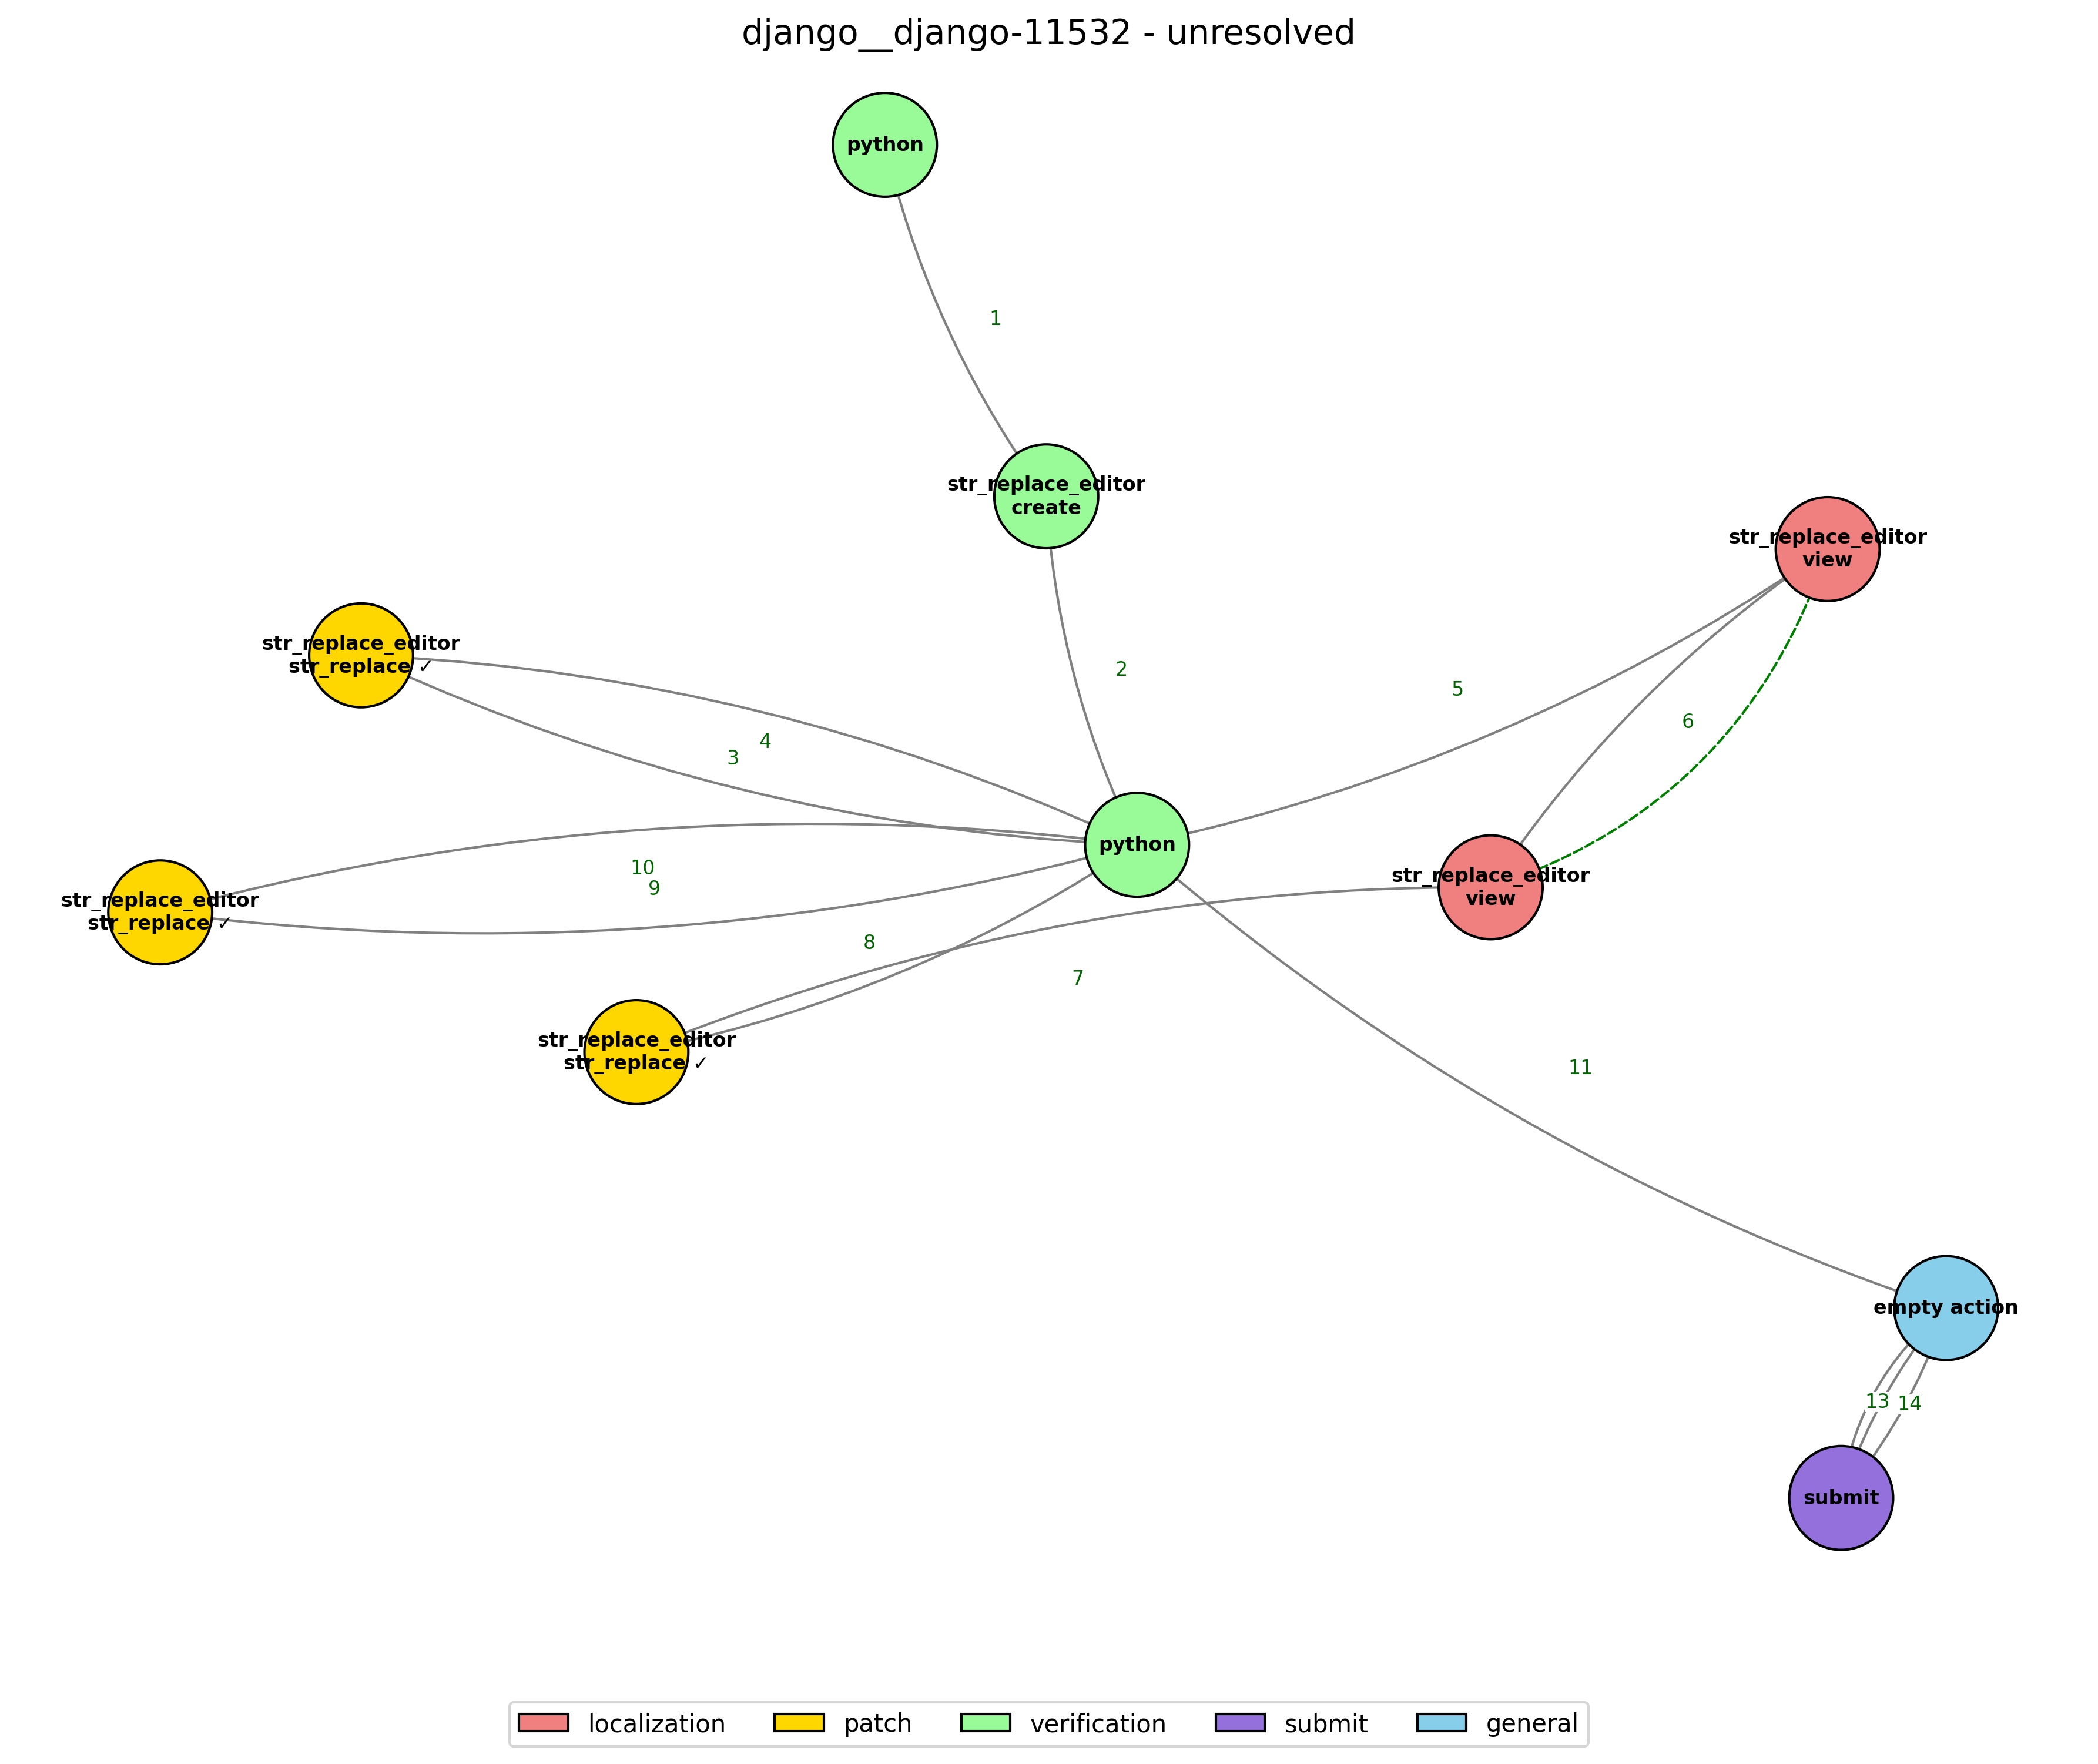 django__django-11532 - unresolved
python
1
str_replace_editor
create
str_replace_editor
view
str_replace_editor
str_replace ✓
2
5
6
4
3
python
10
9
str_replace_editor
view
str_replace_editor
str_replace ✓
8
7
str_replace_editor
str_replace ✓
11
empty action
13
14
submit
localization
patch
verification
submit
general